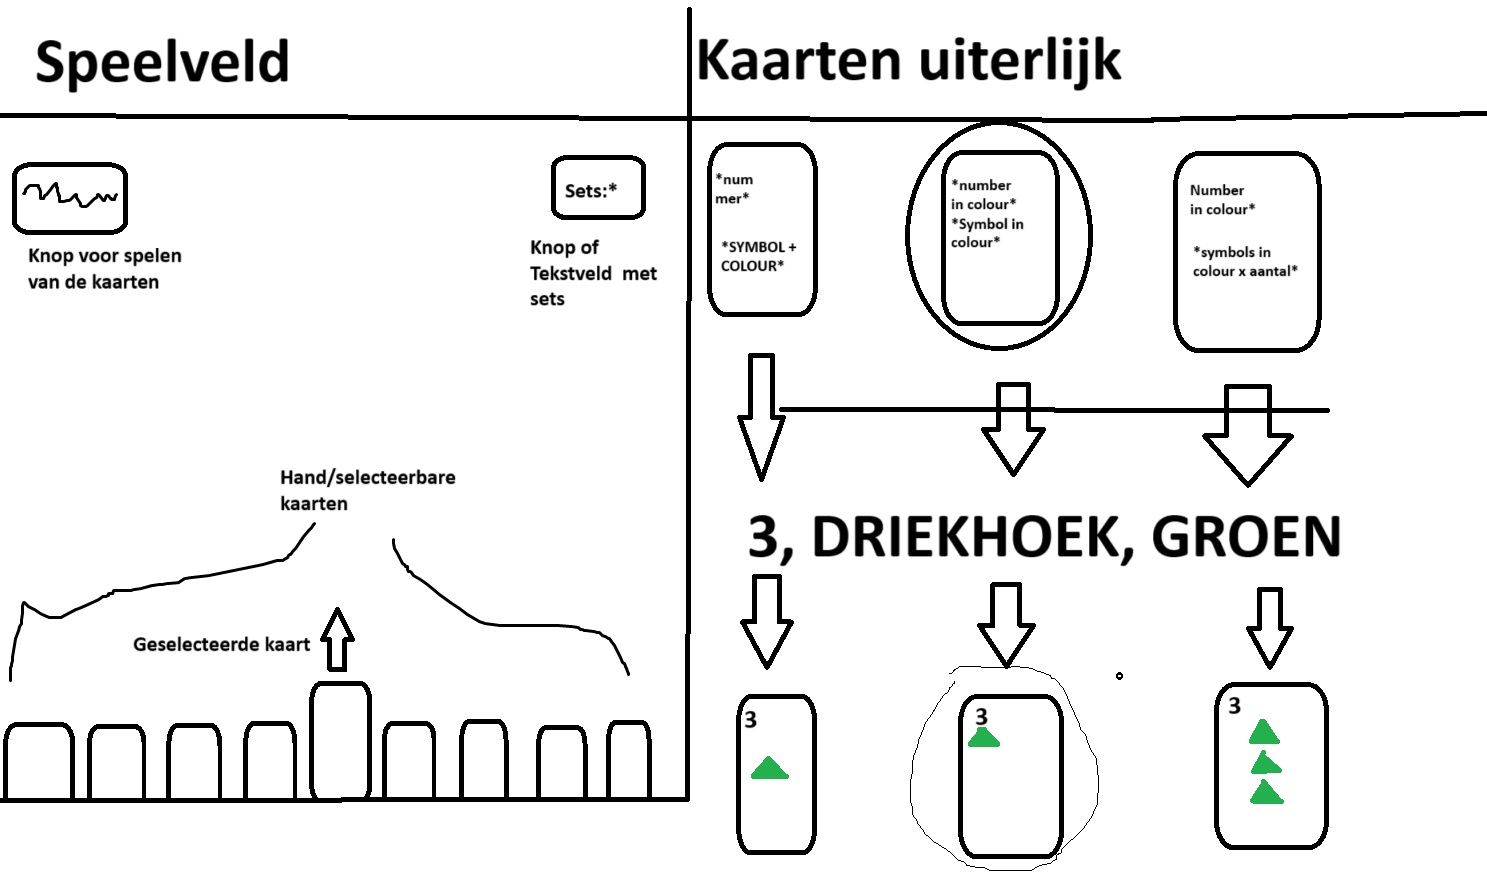 Speelveld
Kaarten uiterlijk
Sets:*
Knop voor spelen
van de kaarten
Knop of
Tekstveld met
sets
Hand/selecteerbare
kaarten
Geselecteerde kaart
*num
mer*
*SYMBOL +
COLOUR*
*number
in colour*
*Symbol in
colour*
Number
in colour*
*symbols in
colour x aantal*
3, DRIEKHOEK, GROEN
3
3
3